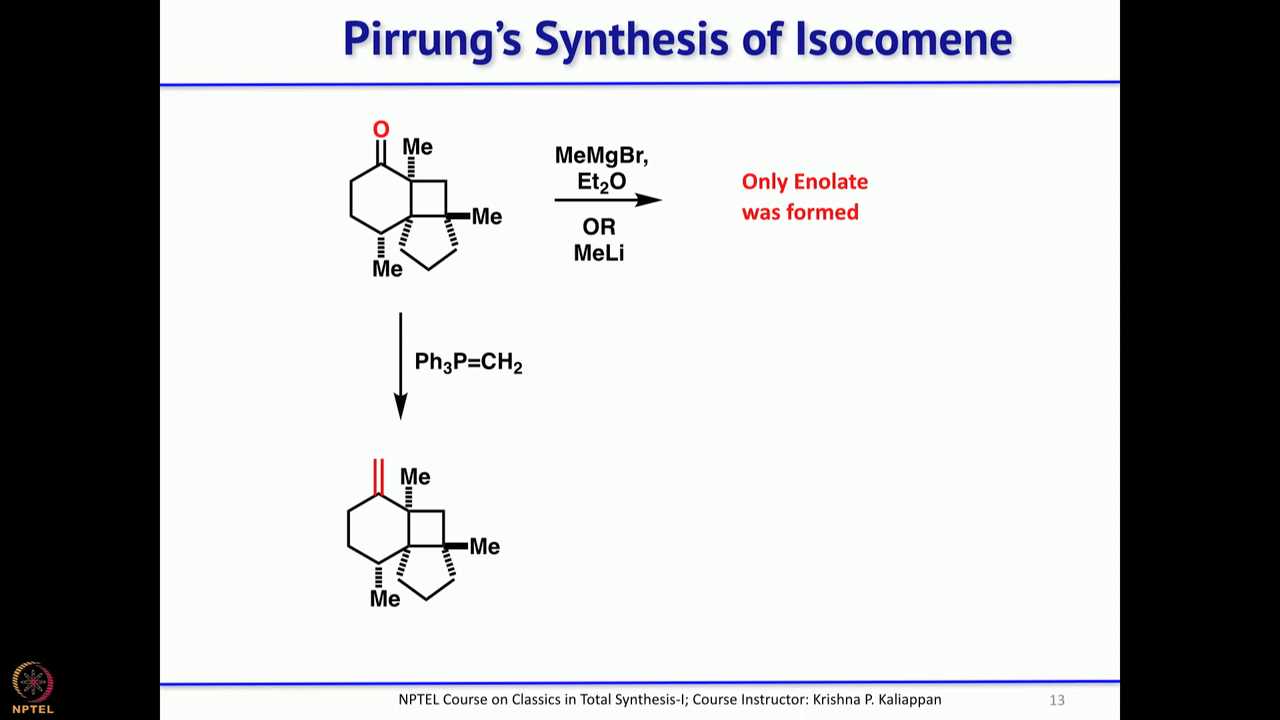 Pirrung's Synthesis of Isocomene
O
Me
Me
Me
MeMgBr,
Et₂O
OR
MeLi
Only Enolate
was formed
Ph₃P=CH₂
Me
Me
Me
NPTEL
NPTEL Course on Classics in Total Synthesis-I; Course Instructor: Krishna P. Kaliappan
13